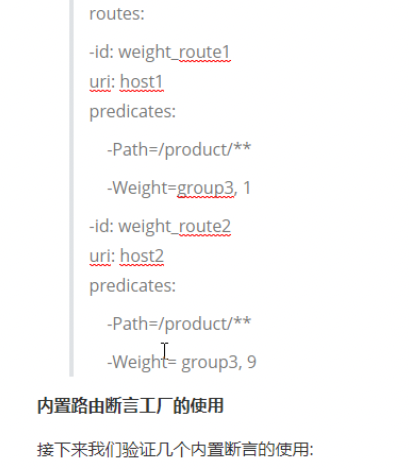 routes:
-id: weight_route1
uri: host1
predicates:
-Path=/product/**
-Weight=group3, 1
-id: weight_route2
uri: host2
predicates:
-Path=/product/**
-Weight= group3, 9
内置路由断言工厂的使用
接下来我们验证几个内置断言的使用: